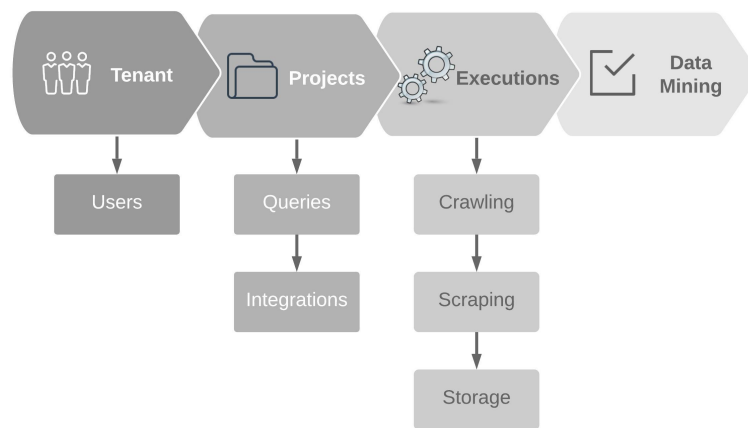 Tenant
Projects
Executions
Data
Mining
Users
Queries
Crawling
Integrations
Scraping
Storage